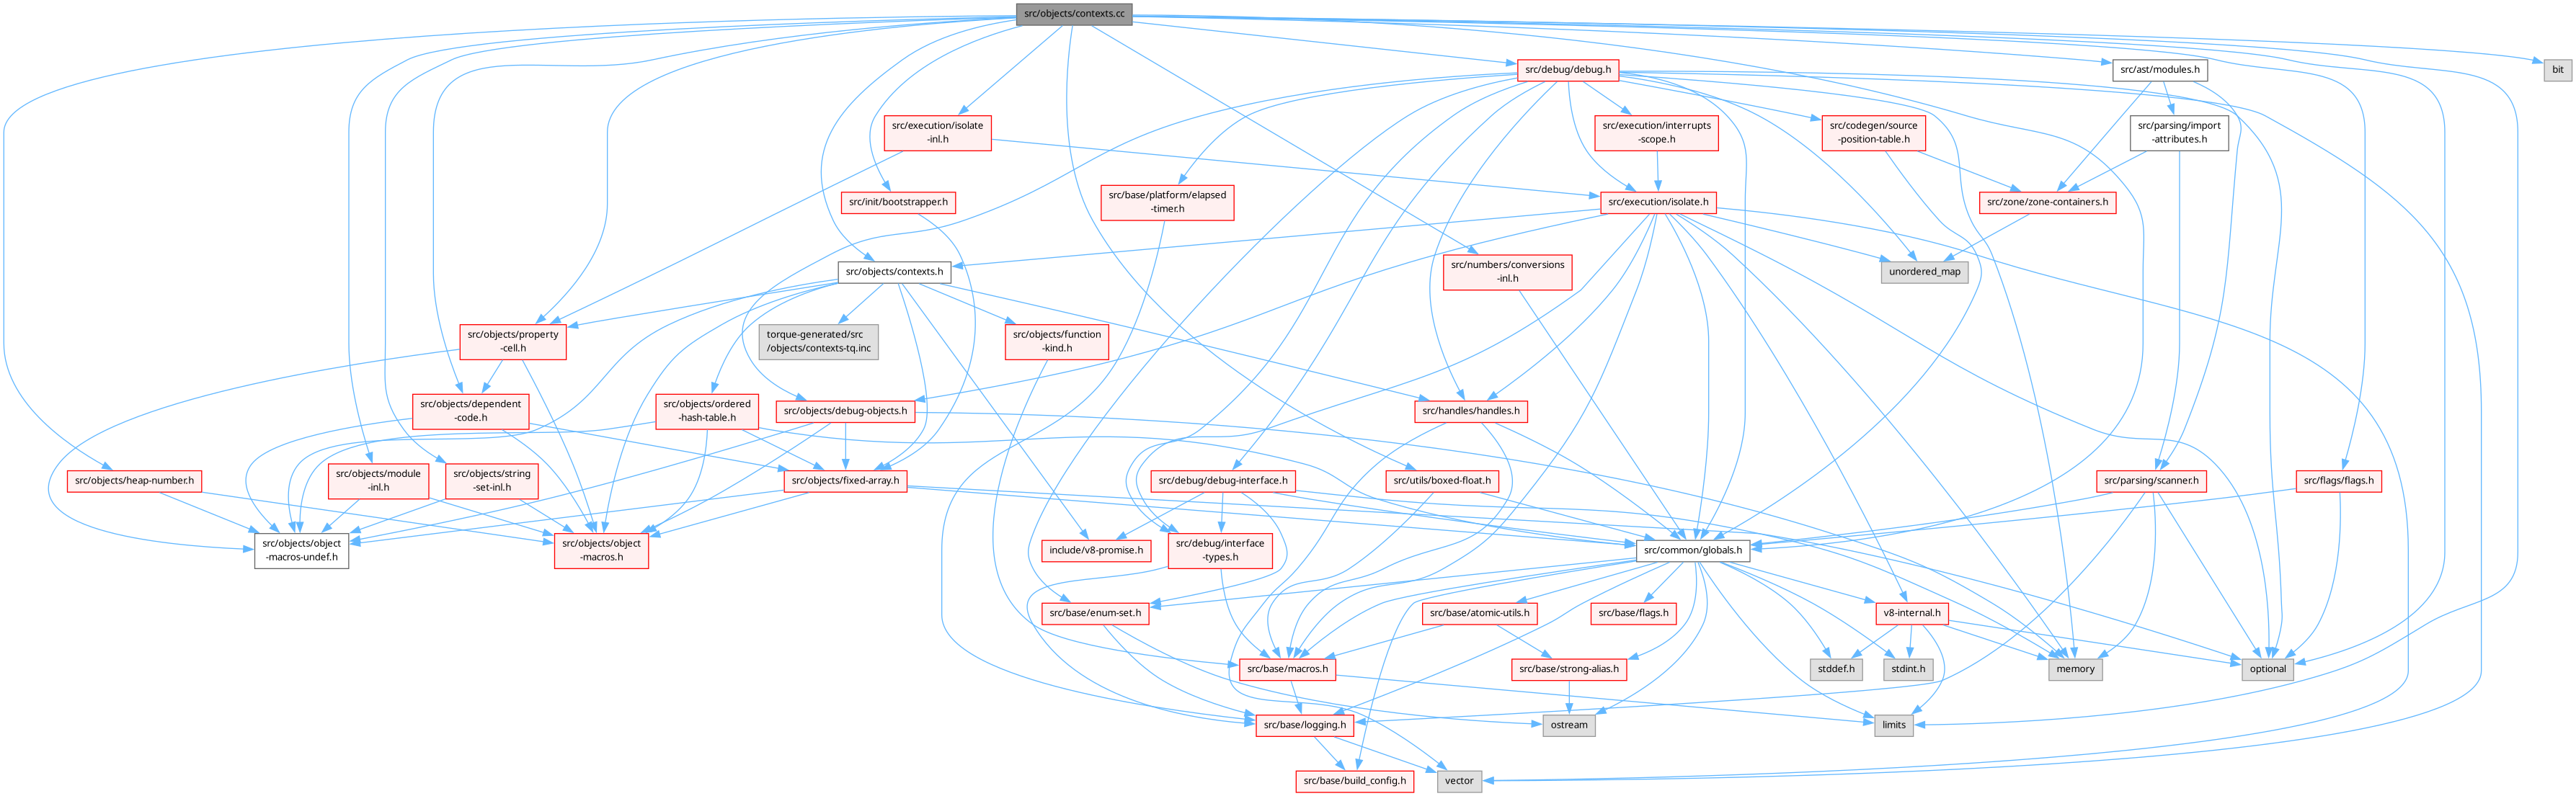 src/objects/contexts.cc
src/debug/debug.h
src/ast/modules.h
bit
src/execution/isolate
-inl.h
src/execution/interrupts
-scope.h
src/codegen/source
-position-table.h
src/parsing/import
-attributes.h
src/init/bootstrapper.h
src/base/platform/elapsed
-timer.h
src/execution/isolate.h
src/zone/zone-containers.h
src/objects/contexts.h
src/numbers/conversions
-inl.h
unordered_map
src/objects/property
-cell.h
torque-generated/src
/objects/contexts-tq.inc
src/objects/function
-kind.h
src/objects/dependent
-code.h
src/objects/ordered
-hash-table.h
src/objects/debug-objects.h
src/handles/handles.h
src/objects/heap-number.h
src/objects/module
-inl.h
src/objects/string
-set-inl.h
src/objects/fixed-array.h
src/debug/debug-interface.h
src/utils/boxed-float.h
src/parsing/scanner.h
src/flags/flags.h
src/objects/object
-macros-undef.h
src/objects/object
-macros.h
include/v8-promise.h
src/debug/interface
-types.h
src/common/globals.h
src/base/enum-set.h
src/base/atomic-utils.h
src/base/flags.h
v8-internal.h
src/base/macros.h
src/base/strong-alias.h
stddef.h
stdint.h
memory
optional
src/base/logging.h
ostream
limits
src/base/build_config.h
vector